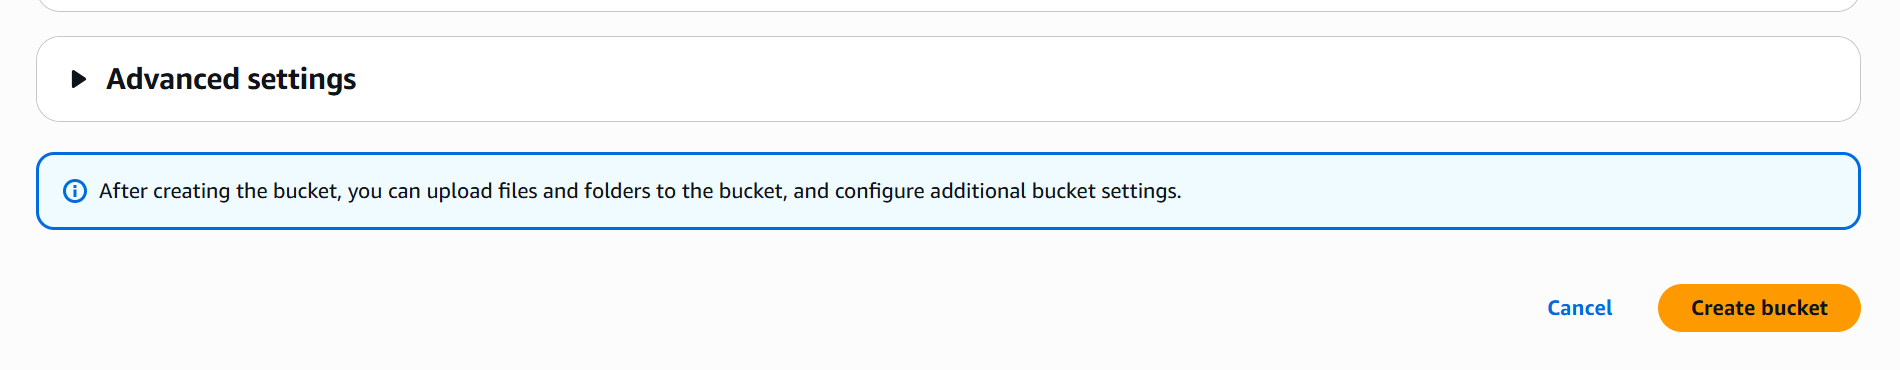 Advanced settings
After creating the bucket, you can upload files and folders to the bucket, and configure additional bucket settings.
Cancel
Create bucket